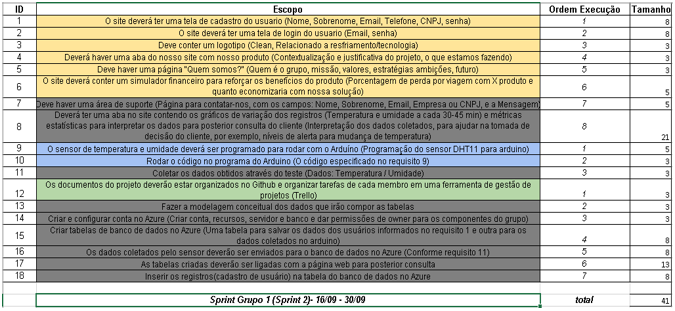 ID Escopo Ordem Execução Tamanho
1 O site deverá ter uma tela de cadastro do usuario (Nome, Sobrenome, Email, Telefone, CNPJ, senha) 1 8
2 O site deverá ter uma tela de login do usuario (Email, senha) 2 8
3 Deve conter um logotipo (Clean, Relacionado a resfriamento/tecnologia) 3 3
4 Deverá haver uma aba do nosso site com nosso produto (Contextualização e justificativa do projeto, o que estamos fazendo) 4 3
5 Deve haver uma página "Quem somos?" (Quem é o grupo, missão, valores, estratégias ambições, futuro) 5 3
6 O site deverá conter um simulador financeiro para reforçar os benefícios do produto (Porcentagem de perda por viagem com X produto e
quanto economizaria com nossa solução) 6 5
7 Deve haver uma área de suporte (Página para contatar-nos, com os campos: Nome, Sobrenome, Email, Empresa ou CNPJ, e a Mensagem) 7 5
8 Deverá ter uma aba no site contendo os gráficos de variação dos registros (Temperatura e umidade a cada 30-45 min) e métricas
estatísticas para interpretar os dados para posterior consulta do client (Interpretação dos dados coletados, para ajudar na tomada de
decisão do cliente, por exemplo, níveis de alerta para mudança de temperatura) 8 21
9 O sensor de temperatura e umidade deverá ser programado para rodar com o Arduíno (Programação do sensor DHT11 para arduino) 1 5
10 Rodar o código no programa do Arduino (O código especificado no requisito 9) 2 3
11 Coletar os dados obtidos através do teste (Dados: Temperatura / Umidade) 3 3
12 Os documentos do projeto deverão estar organizados no Github e organizar tarefas de cada membro em uma ferramenta de gestão de
projetos (Trello) 1 3
13 Fazer a modelagem conceitual dos dados que irão compor as tabelas 2 3
14 Criar e configurar conta no Azure (Criar conta, recursos, servidor e banco e dar permissões de owner para os componentes do grupo) 3 3
15 Criar tabelas de banco de dados no Azure (Uma tabela para salvar os dados dos usuários informados no requisito 1 e outra para os
dados coletados no arduino) 4 8
16 Os dados coletados pelo sensor deverão ser enviados para o banco de dados no Azure (Conforme requisito 11) 5 8
17 As tabelas criadas deverão ser ligadas com a página web para posterior consulta 6 13
18 Inserir os registros(cadastro de usuário) na tabela do banco de dados no Azure 7 8
Sprint Grupo 1 (Sprint 2)- 16/09 - 30/09 total 41